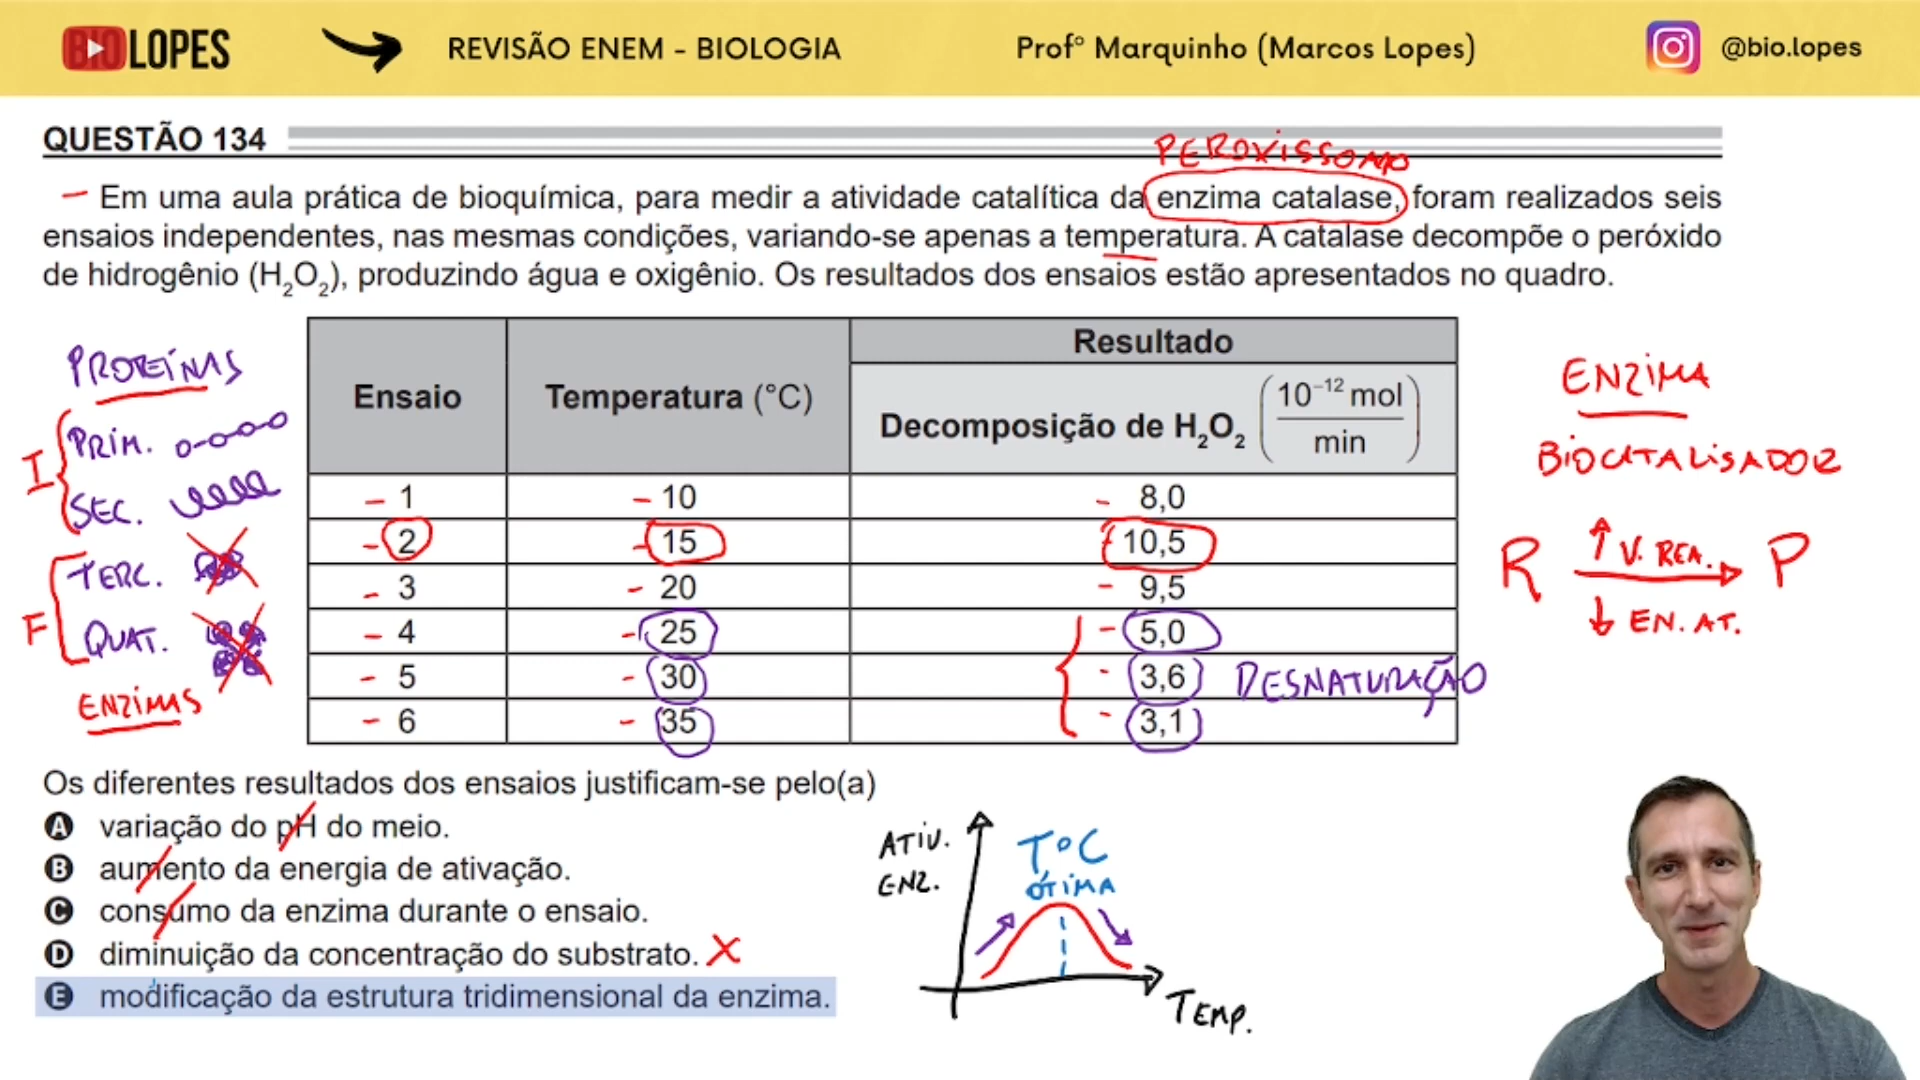 BIOLOPES
REVISÃO ENEM - BIOLOGIA
Profº Marquinho (Marcos Lopes)
@bio.lopes
QUESTÃO 134
PEROXISSOMO
Em uma aula prática de bioquímica, para medir a atividade catalítica da enzima catalase, foram realizados seis
ensaios independentes, nas mesmas condições, variando-se apenas a temperatura. A catalase decompõe o peróxido
de hidrogênio (H₂O₂), produzindo água e oxigênio. Os resultados dos ensaios estão apresentados no quadro.
Ensaio
Temperatura (°C)
Resultado
Decomposição de H₂O₂ (10⁻¹² mol / min)
1 10 8,0
2 15 10,5
3 20 9,5
4 25 5,0
5 30 3,6
6 35 3,1
DESNATURAÇÃO
PROTEÍNAS
I
PRIM.
SEC.
F
TERC.
QUAT.
ENZIMAS
ENZIMA
BIOCATALISADOR
R ↑ V. REA. P
↓ EN. AT.
Os diferentes resultados dos ensaios justificam-se pelo(a)
A variação do pH do meio.
B aumento da energia de ativação.
C consumo da enzima durante o ensaio.
D diminuição da concentração do substrato. X
E modificação da estrutura tridimensional da enzima.
ATIV.
ENZ.
T°C
ÓTIMA
TEMP.